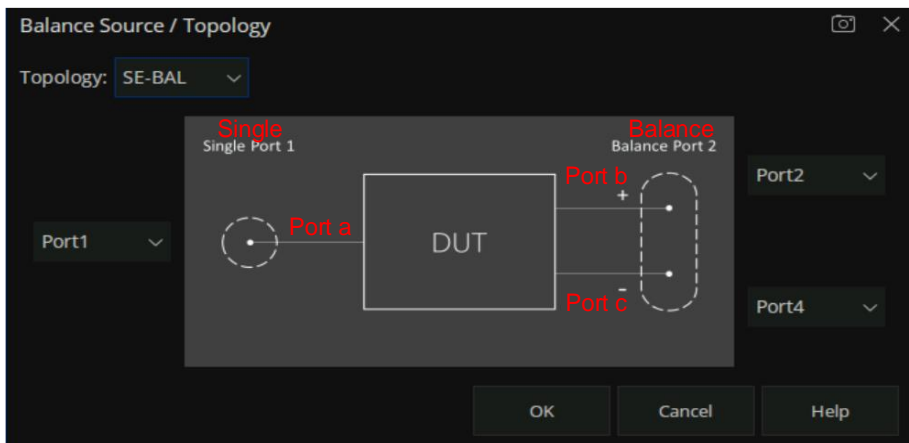 Balance Source / Topology
Topology: SE-BAL
Single
Balance
Single Port 1
Balance Port 2
Port b
Port2
+
Port a
Port1
DUT
-
Port c
Port4
OK
Cancel
Help